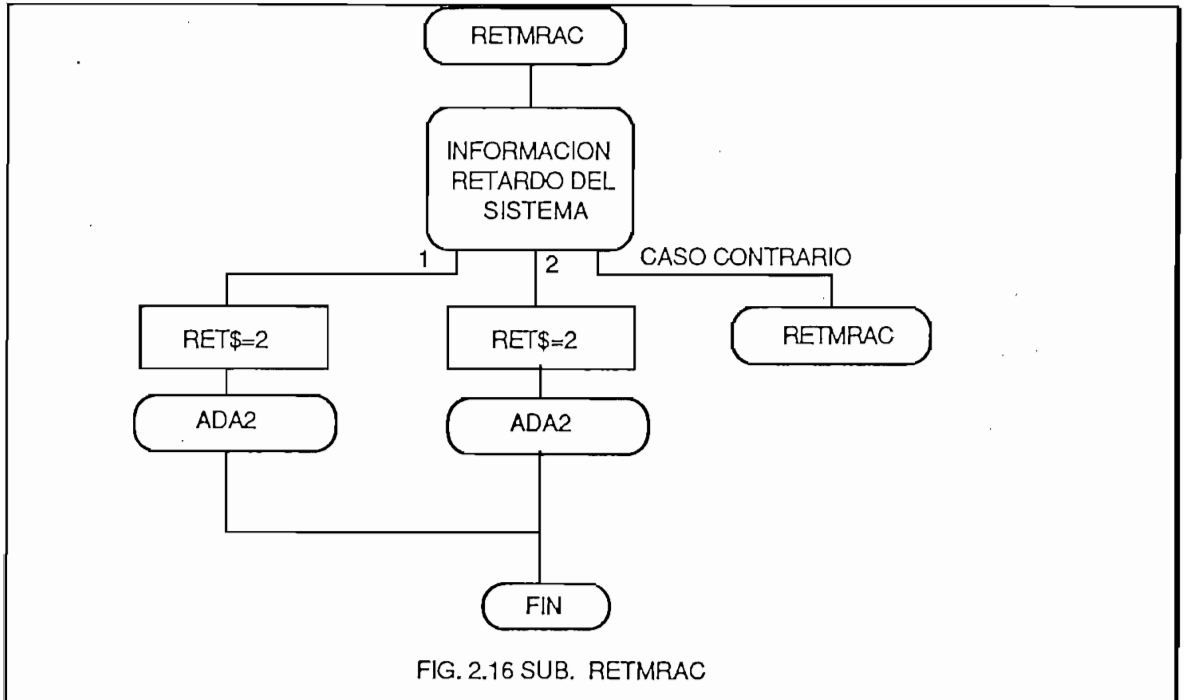 RETMRAC
INFORMACION
RETARDO DEL
SISTEMA
1
2
CASO CONTRARIO
RET$=2
RET$=2
RETMRAC
ADA2
ADA2
FIN
FIG. 2.16 SUB. RETMRAC